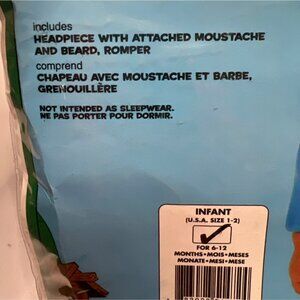 includes
HEADPIECE WITH ATTACHED MOUSTACHE
AND BEARD, ROMPER
comprend
CHAPEAU AVEC MOUSTACHE ET BARBE,
GRENOUILLÈRE
NOT INTENDED AS SLEEPWEAR.
NE PAS PORTER POUR DORMIR.
INFANT
(U.S.A. SIZE 1-2)
FOR 6-12
MONTHS•MOIS•MESES
MONATE•MESI•MESE